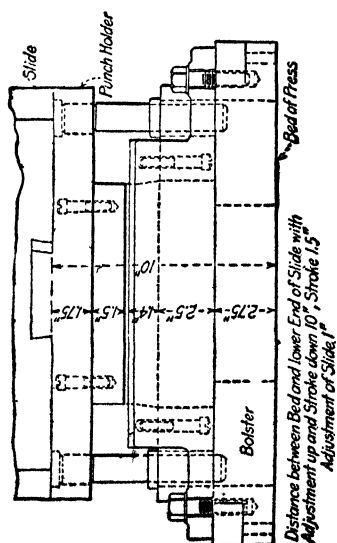 Slide
Punch Holder
10"
1.75"
1.5"
1.4"
2.5"
2.75"
Bolster
Bed of Press
Distance between Bed and lower End of Slide with
Adjustment up and Stroke down 10", Stroke 1.5"
Adjustment of Slide, 1"